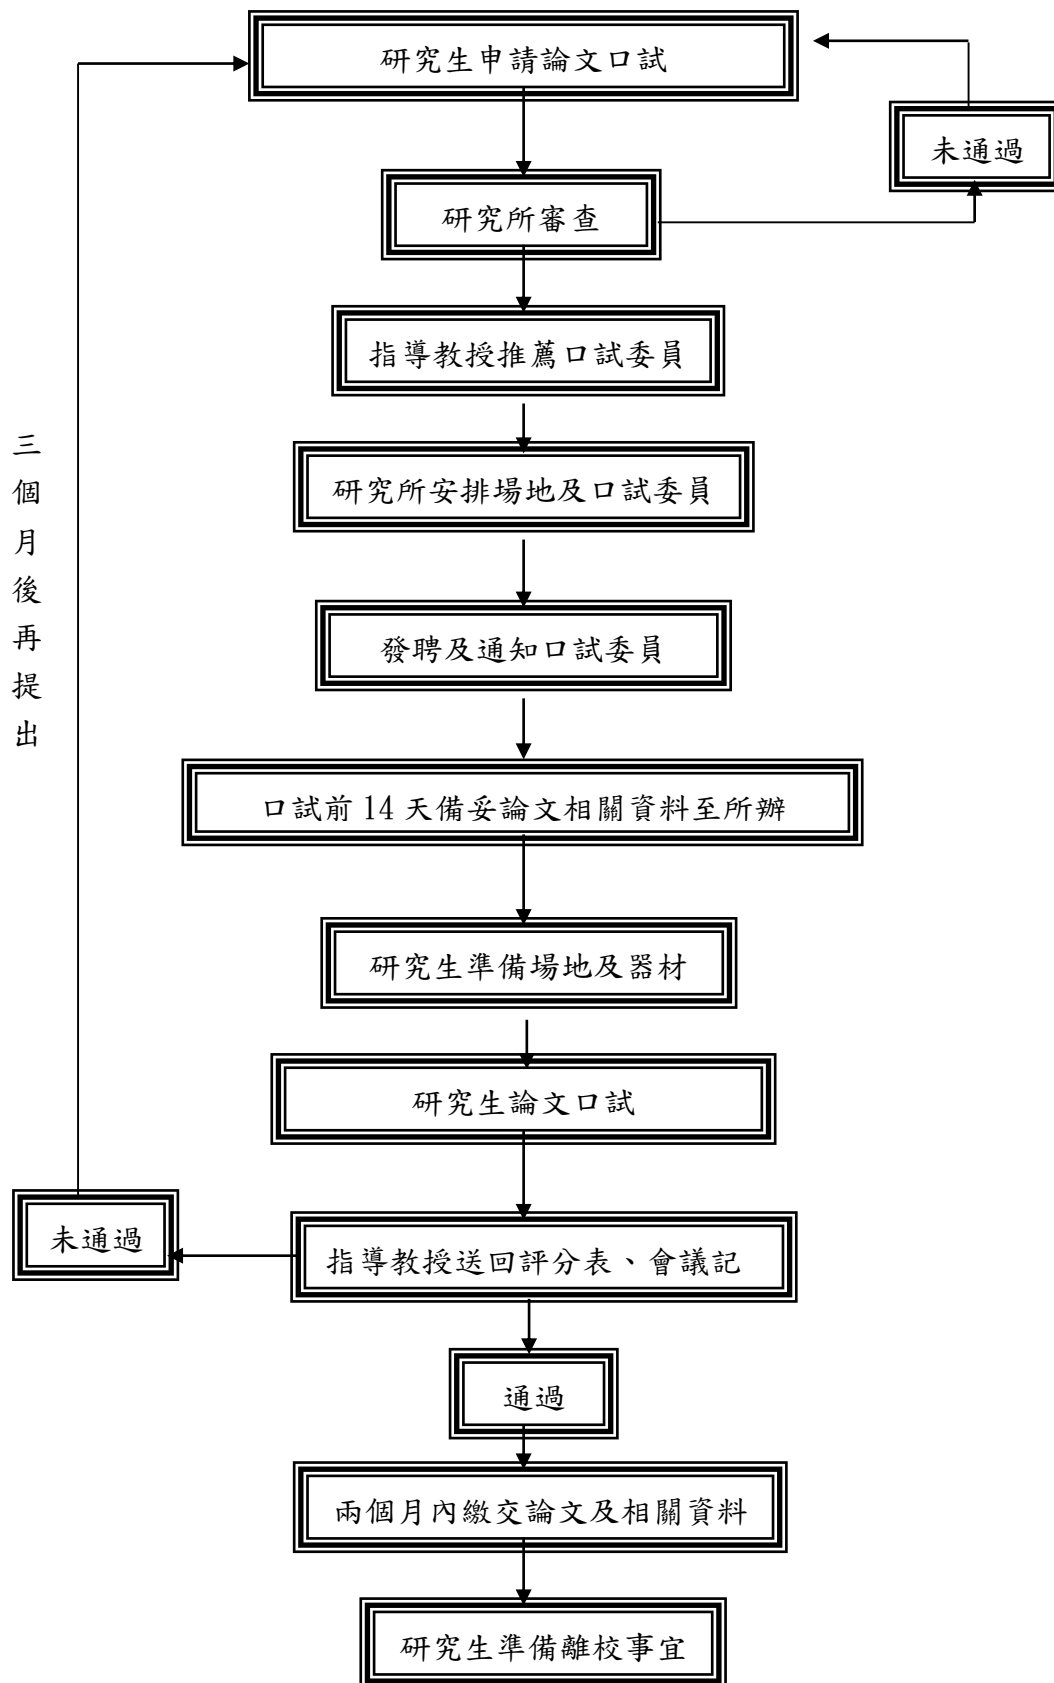 研究生申請論文口試
未通過
研究所審查
指導教授推薦口試委員
研究所安排場地及口試委員
三個月後再提出
發聘及通知口試委員
口試前14天備妥論文相關資料至所辦
研究生準備場地及器材
研究生論文口試
未通過
指導教授送回評分表、會議記
通過
兩個月內繳交論文及相關資料
研究生準備離校事宜